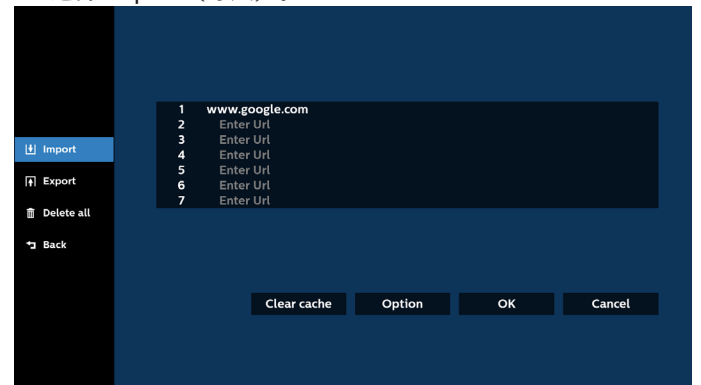 Import
Export
Delete all
Back
1 www.google.com
2 Enter Url
3 Enter Url
4 Enter Url
5 Enter Url
6 Enter Url
7 Enter Url
Clear cache Option OK Cancel